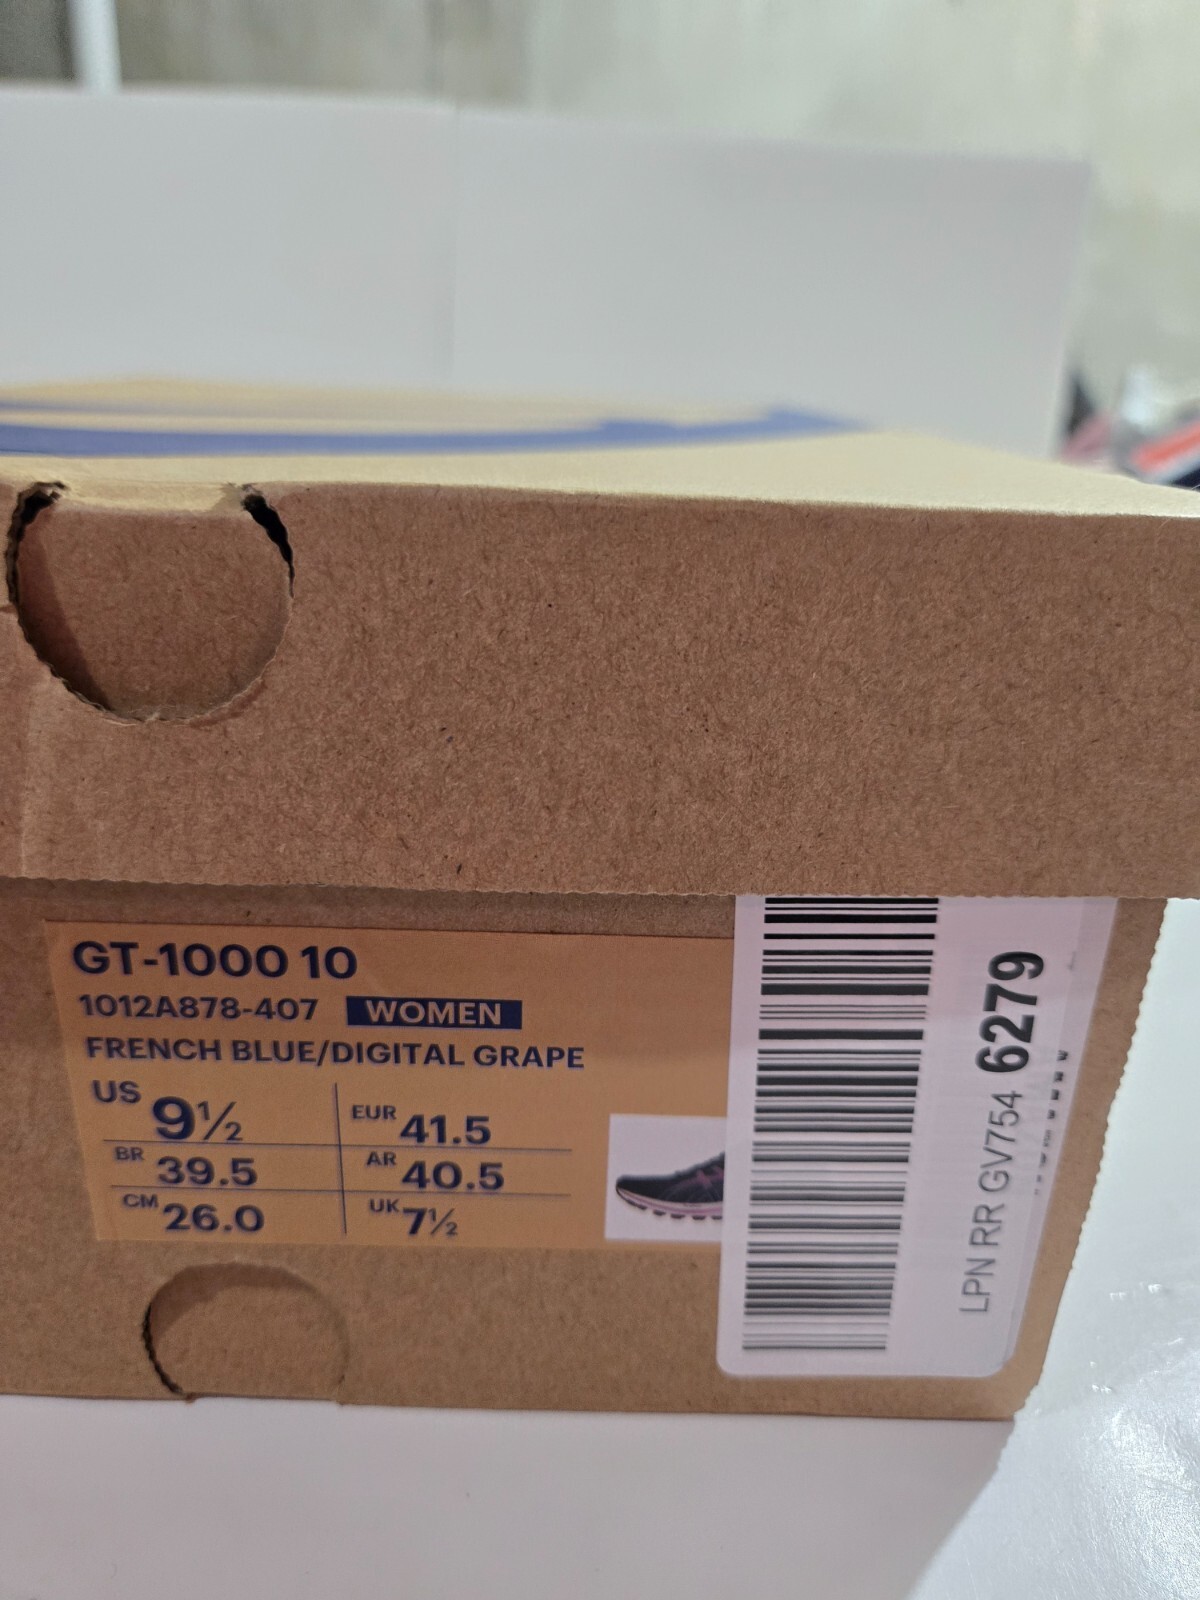 GT-1000 10
1012A878-407 WOMEN
FRENCH BLUE/DIGITAL GRAPE
US 9½ EUR 41.5
BR 39.5 AR 40.5
CM 26.0 UK 7½
LPN RR GV754 6279